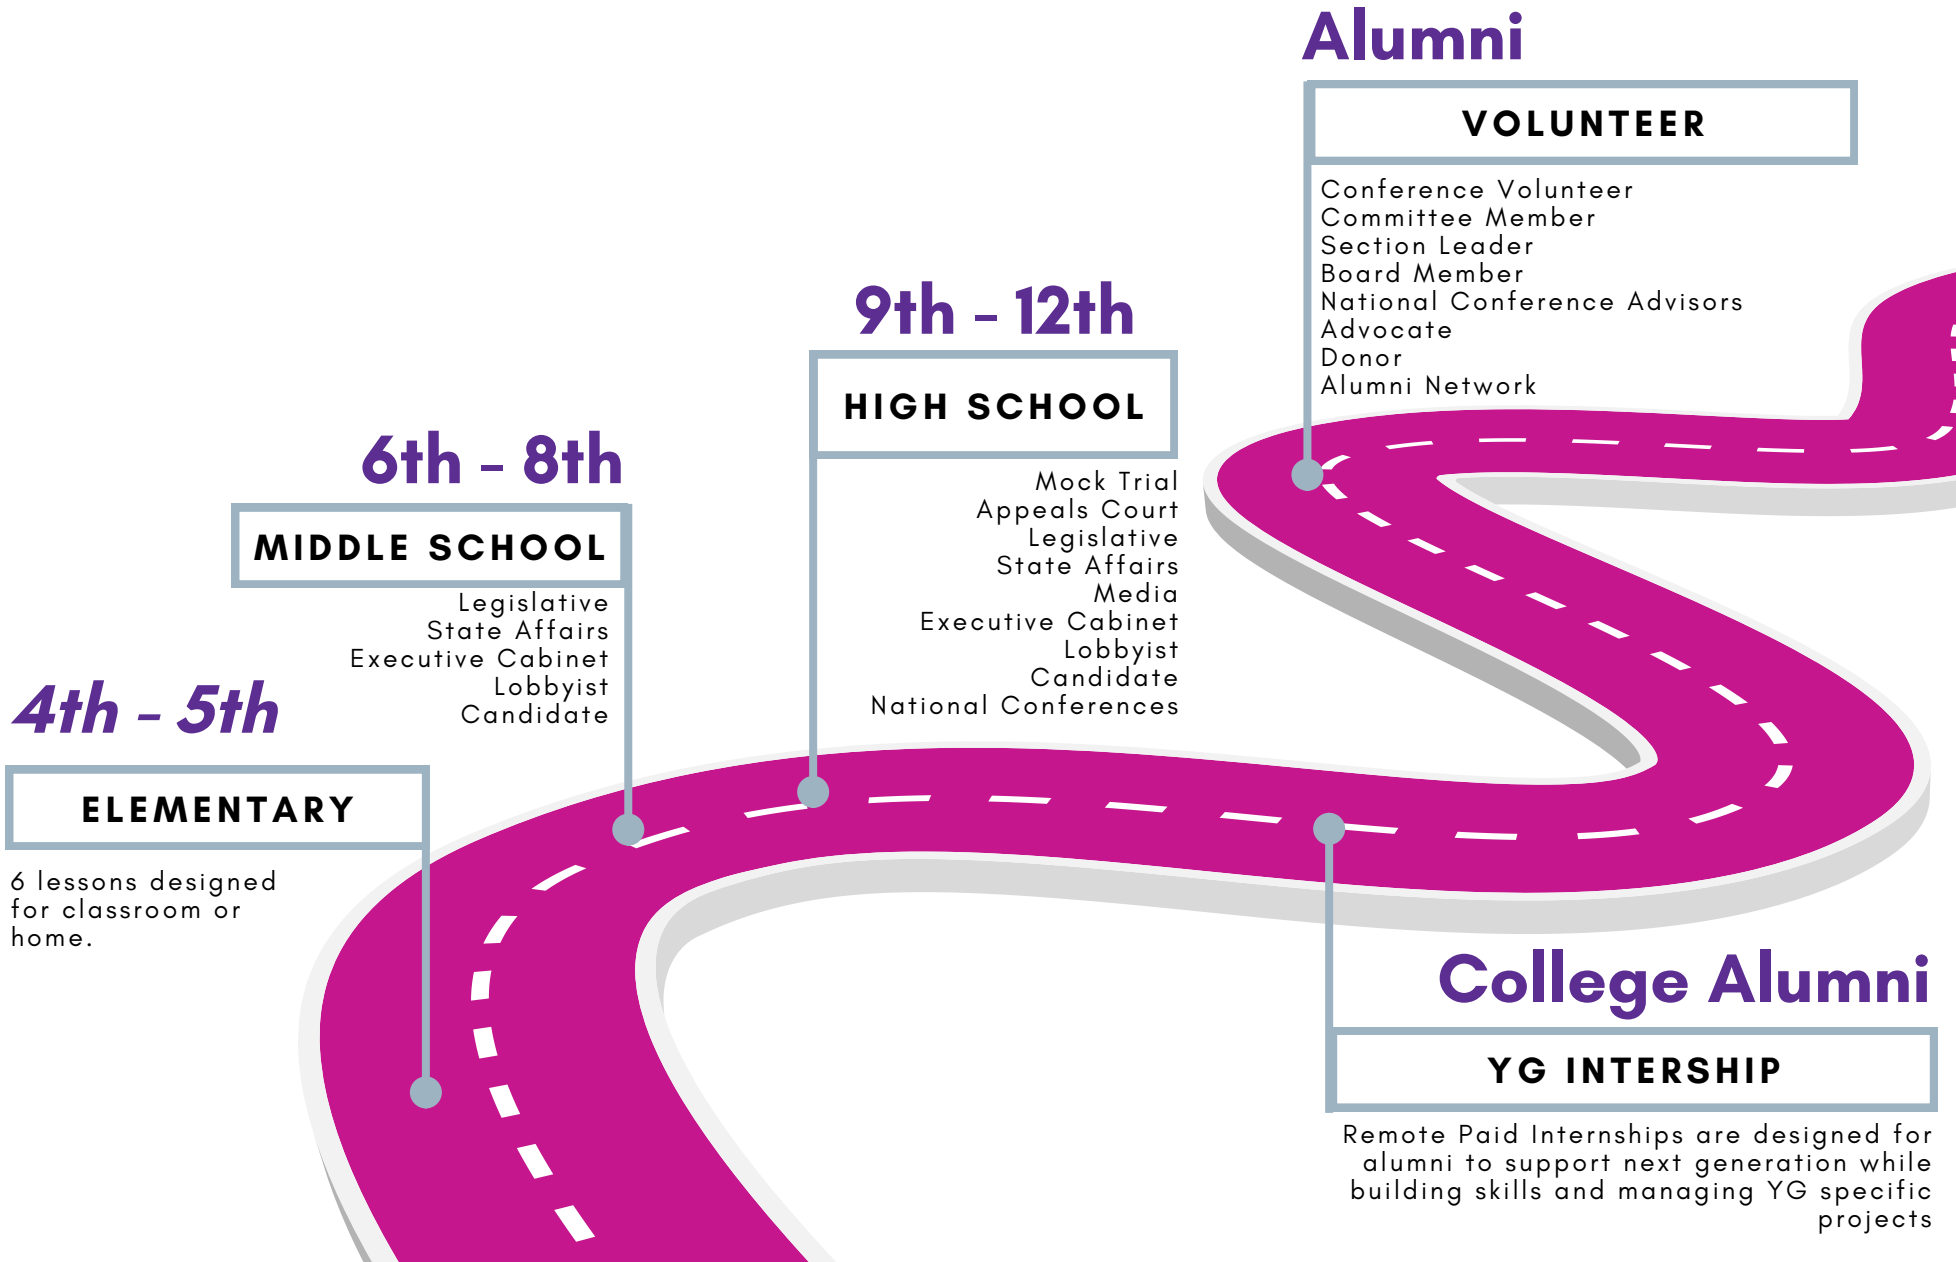 4th - 5th
ELEMENTARY
6 lessons designed
for classroom or
home.
6th - 8th
MIDDLE SCHOOL
Legislative
State Affairs
Executive Cabinet
Lobbyist
Candidate
9th - 12th
HIGH SCHOOL
Mock Trial
Appeals Court
Legislative
State Affairs
Media
Executive Cabinet
Lobbyist
Candidate
National Conferences
College Alumni
YG INTERSHIP
Remote Paid Internships are designed for
alumni to support next generation while
building skills and managing YG specific
projects
Alumni
VOLUNTEER
Conference Volunteer
Committee Member
Section Leader
Board Member
National Conference Advisors
Advocate
Donor
Alumni Network